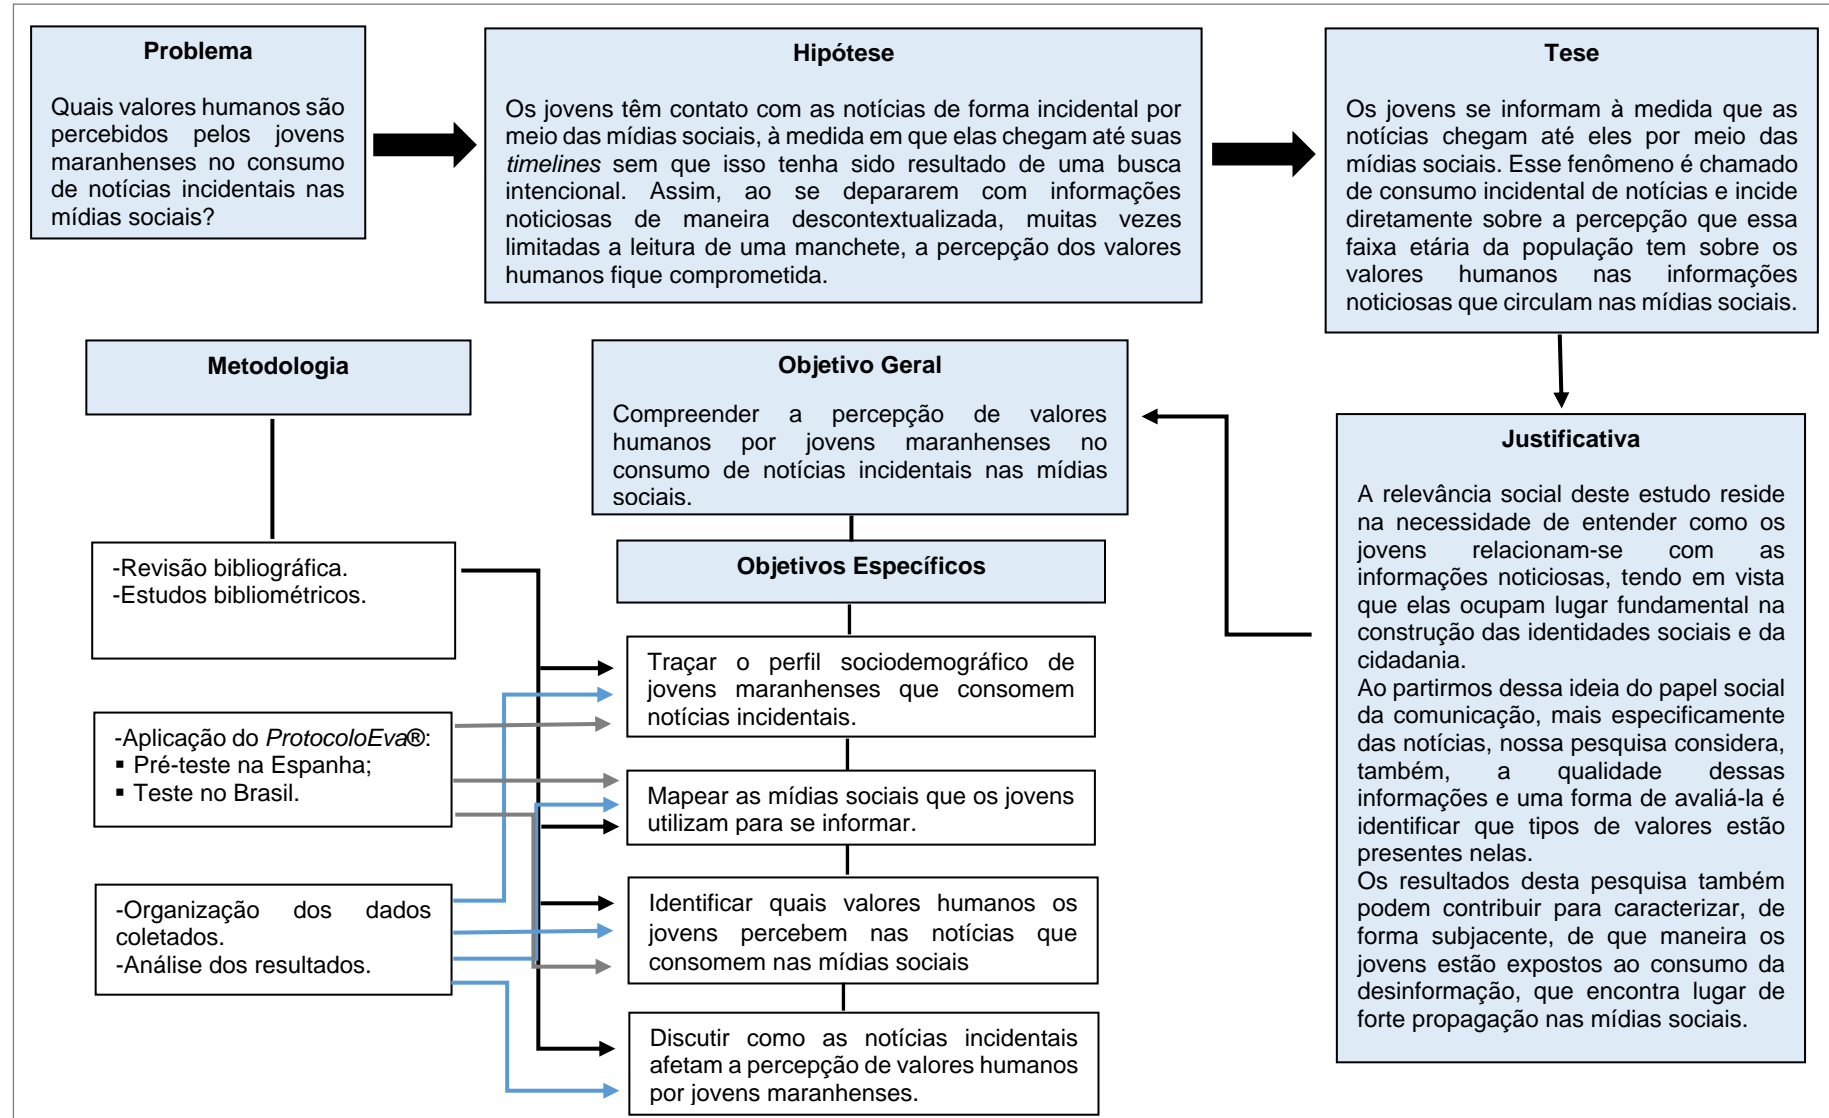 Problema
Quais valores humanos são
percebidos pelos jovens
maranhenses no consumo
de notícias incidentais nas
mídias sociais?
Hipótese
Os jovens têm contato com as notícias de forma incidental por
meio das mídias sociais, à medida em que elas chegam até suas
timelines sem que isso tenha sido resultado de uma busca
intencional. Assim, ao se depararem com informações
noticiosas de maneira descontextualizada, muitas vezes
limitadas a leitura de uma manchete, a percepção dos valores
humanos fique comprometida.
Tese
Os jovens se informam à medida que as
notícias chegam até eles por meio das
mídias sociais. Esse fenômeno é chamado
de consumo incidental de notícias e incide
diretamente sobre a percepção que essa
faixa etária da população tem sobre os
valores humanos nas informações
noticiosas que circulam nas mídias sociais.
Metodologia
-Revisão bibliográfica.
-Estudos bibliométricos.
-Aplicação do ProtocoloEva®:
▪ Pré-teste na Espanha;
▪ Teste no Brasil.
-Organização dos dados
coletados.
-Análise dos resultados.
Objetivo Geral
Compreender a percepção de valores
humanos por jovens maranhenses no
consumo de notícias incidentais nas mídias
sociais.
Objetivos Específicos
Traçar o perfil sociodemográfico de
jovens maranhenses que consomem
notícias incidentais.
Mapear as mídias sociais que os jovens
utilizam para se informar.
Identificar quais valores humanos os
jovens percebem nas notícias que
consomem nas mídias sociais
Discutir como as notícias incidentais
afetam a percepção de valores humanos
por jovens maranhenses.
Justificativa
A relevância social deste estudo reside
na necessidade de entender como os
jovens relacionam-se com as
informações noticiosas, tendo em vista
que elas ocupam lugar fundamental na
construção das identidades sociais e da
cidadania.
Ao partirmos dessa ideia do papel social
da comunicação, mais especificamente
das notícias, nossa pesquisa considera,
também, a qualidade dessas
informações e uma forma de avaliá-la é
identificar que tipos de valores estão
presentes nelas.
Os resultados desta pesquisa também
podem contribuir para caracterizar, de
forma subjacente, de que maneira os
jovens estão expostos ao consumo da
desinformação, que encontra lugar de
forte propagação nas mídias sociais.